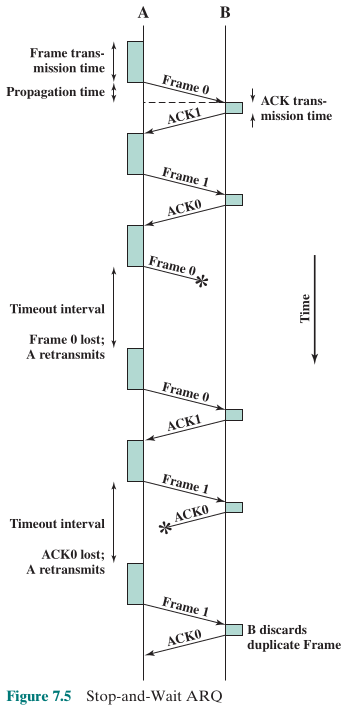 A
B
Frame trans-
mission time
Propagation time
Frame 0
ACK trans-
mission time
ACK1
Frame 1
ACK0
Frame 0
Timeout interval
Time
Frame 0 lost;
A retransmits
Frame 0
ACK1
Frame 1
ACK0
Timeout interval
ACK0 lost;
A retransmits
Frame 1
B discards
duplicate Frame
ACK0
Figure 7.5 Stop-and-Wait ARQ